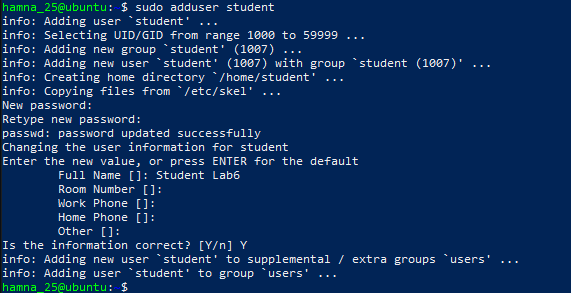 hamna_25@ubuntu:~$ sudo adduser student
info: Adding user `student' ...
info: Selecting UID/GID from range 1000 to 59999 ...
info: Adding new group `student' (1007) ...
info: Adding new user `student' (1007) with group `student (1007)' ...
info: Creating home directory `/home/student' ...
info: Copying files from `/etc/skel' ...
New password:
Retype new password:
passwd: password updated successfully
Changing the user information for student
Enter the new value, or press ENTER for the default
Full Name []: Student Lab6
Room Number []:
Work Phone []:
Home Phone []:
Other []:
Is the information correct? [Y/n] Y
info: Adding new user `student' to supplemental / extra groups `users' ...
info: Adding user `student' to group `users' ...
hamna_25@ubuntu:~$